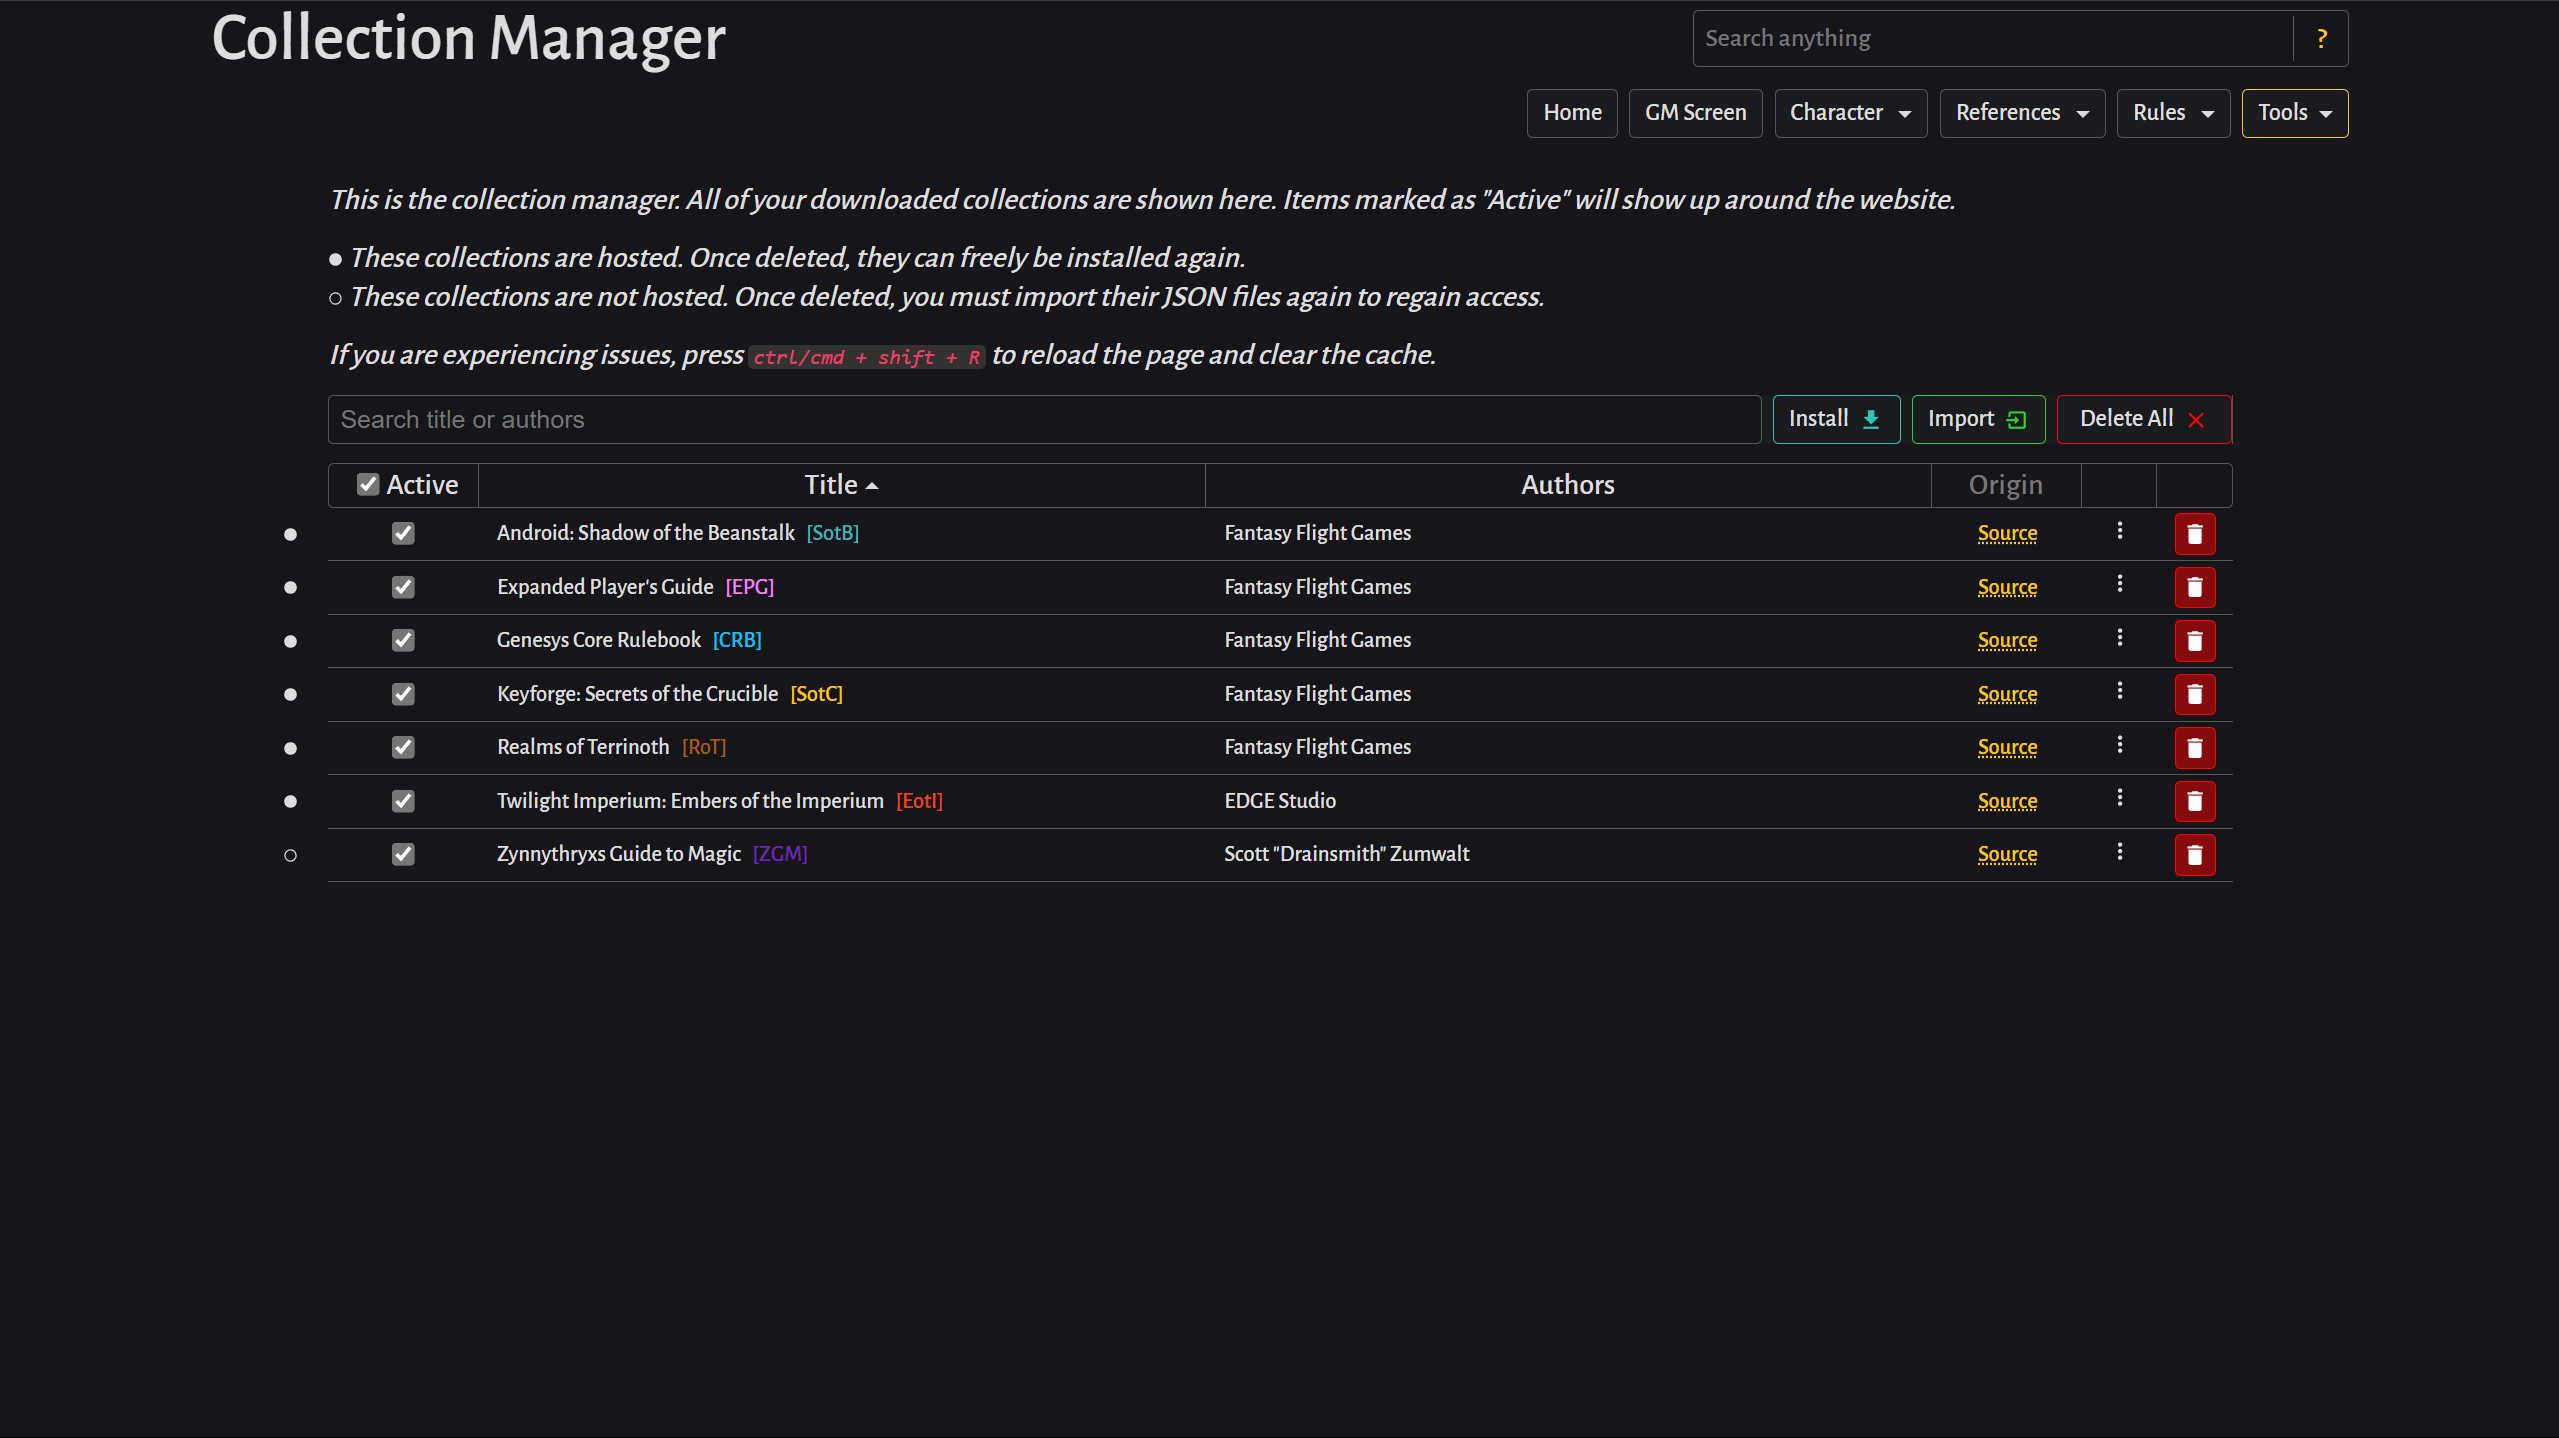 Collection Manager
Search anything
?
Home
GM Screen
Character
References
Rules
Tools
This is the collection manager. All of your downloaded collections are shown here. Items marked as "Active" will show up around the website.
● These collections are hosted. Once deleted, they can freely be installed again.
○ These collections are not hosted. Once deleted, you must import their JSON files again to regain access.
If you are experiencing issues, press ctrl/cmd + shift + R to reload the page and clear the cache.
Search title or authors
Install
Import
Delete All
Active Title Authors Origin
Android: Shadow of the Beanstalk [SotB] Fantasy Flight Games Source
Expanded Player's Guide [EPG] Fantasy Flight Games Source
Genesys Core Rulebook [CRB] Fantasy Flight Games Source
Keyforge: Secrets of the Crucible [SotC] Fantasy Flight Games Source
Realms of Terrinoth [RoT] Fantasy Flight Games Source
Twilight Imperium: Embers of the Imperium [EotI] EDGE Studio Source
Zynnythryxs Guide to Magic [ZGM] Scott "Drainsmith" Zumwalt Source